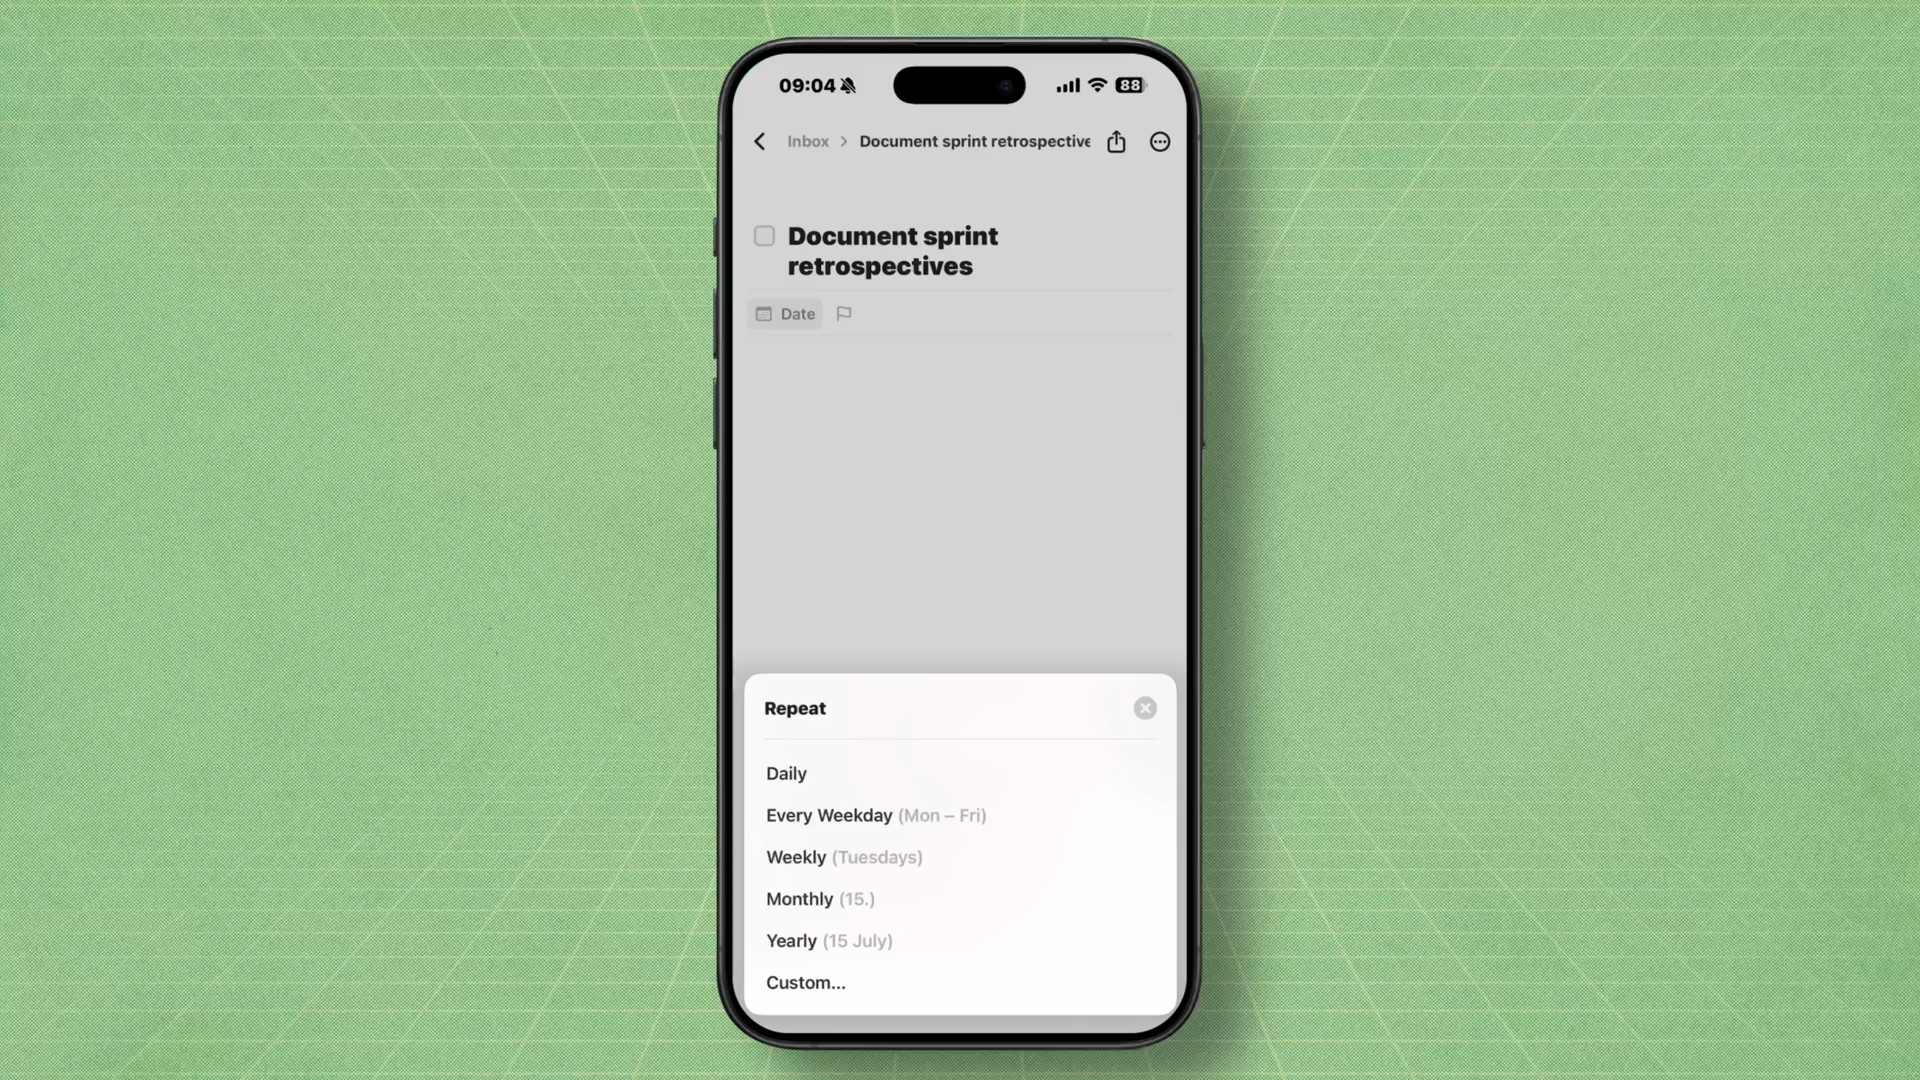 09:04
88
Inbox > Document sprint retrospective
Document sprint
retrospectives
Date
Repeat
Daily
Every Weekday (Mon – Fri)
Weekly (Tuesdays)
Monthly (15.)
Yearly (15 July)
Custom...